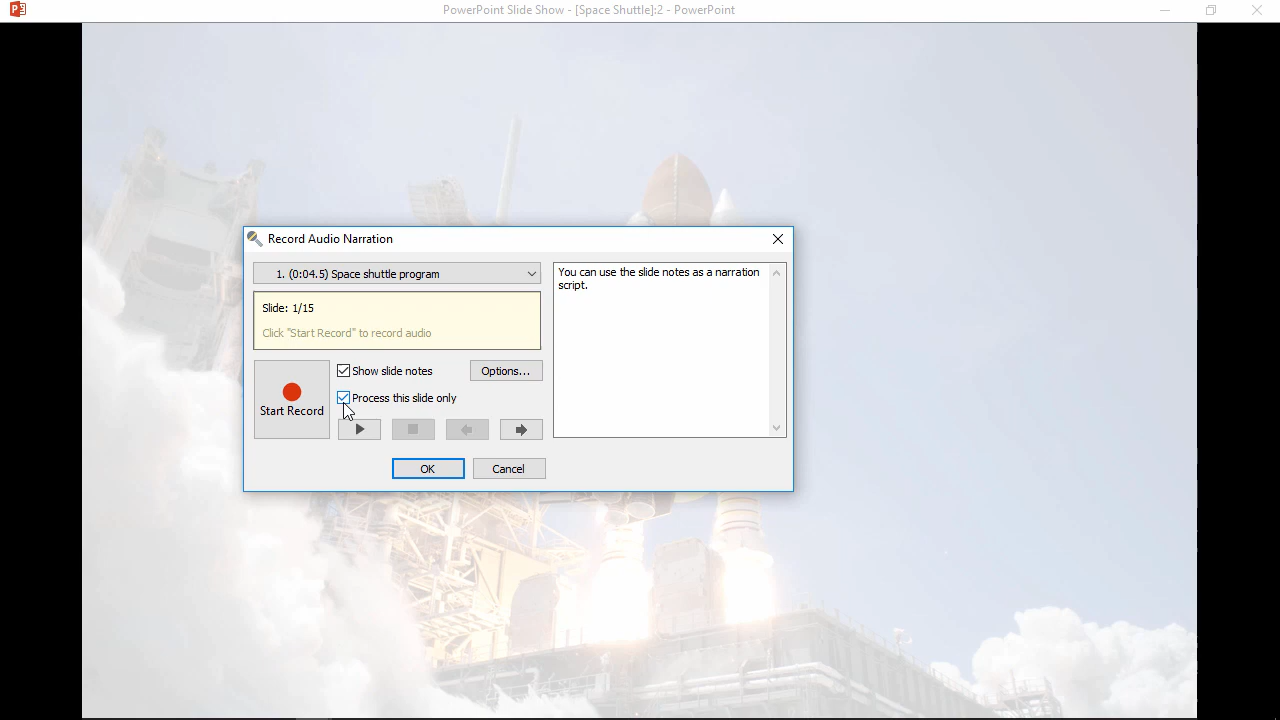 PowerPoint Slide Show - [Space Shuttle]:2 - PowerPoint
Record Audio Narration
1. (0:04.5) Space shuttle program
Slide: 1/15
Click "Start Record" to record audio
You can use the slide notes as a narration
script.
Show slide notes
Options...
Process this slide only
Start Record
OK
Cancel